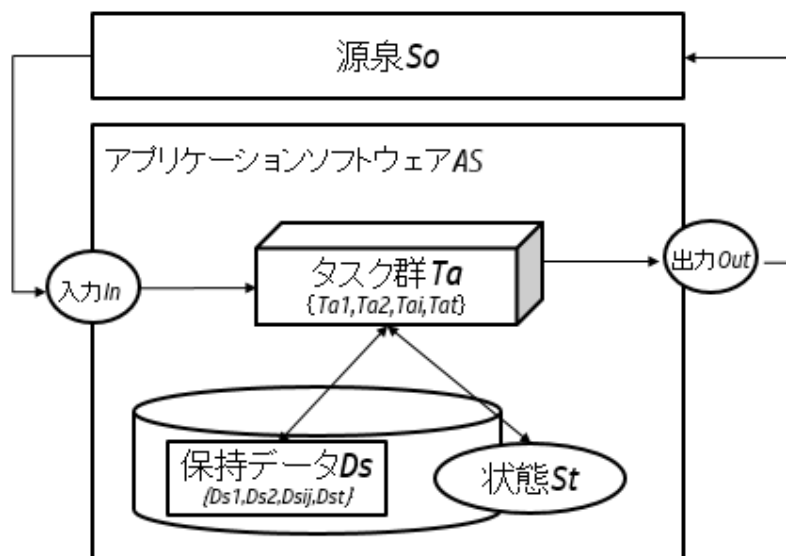 源泉So
アプリケーションソフトウェアAS
入力In
タスク群Ta
{Ta1,Ta2,Tai,Tat}
出力Out
保持データDs
{Ds1,Ds2,Dsij,Dst}
状態St